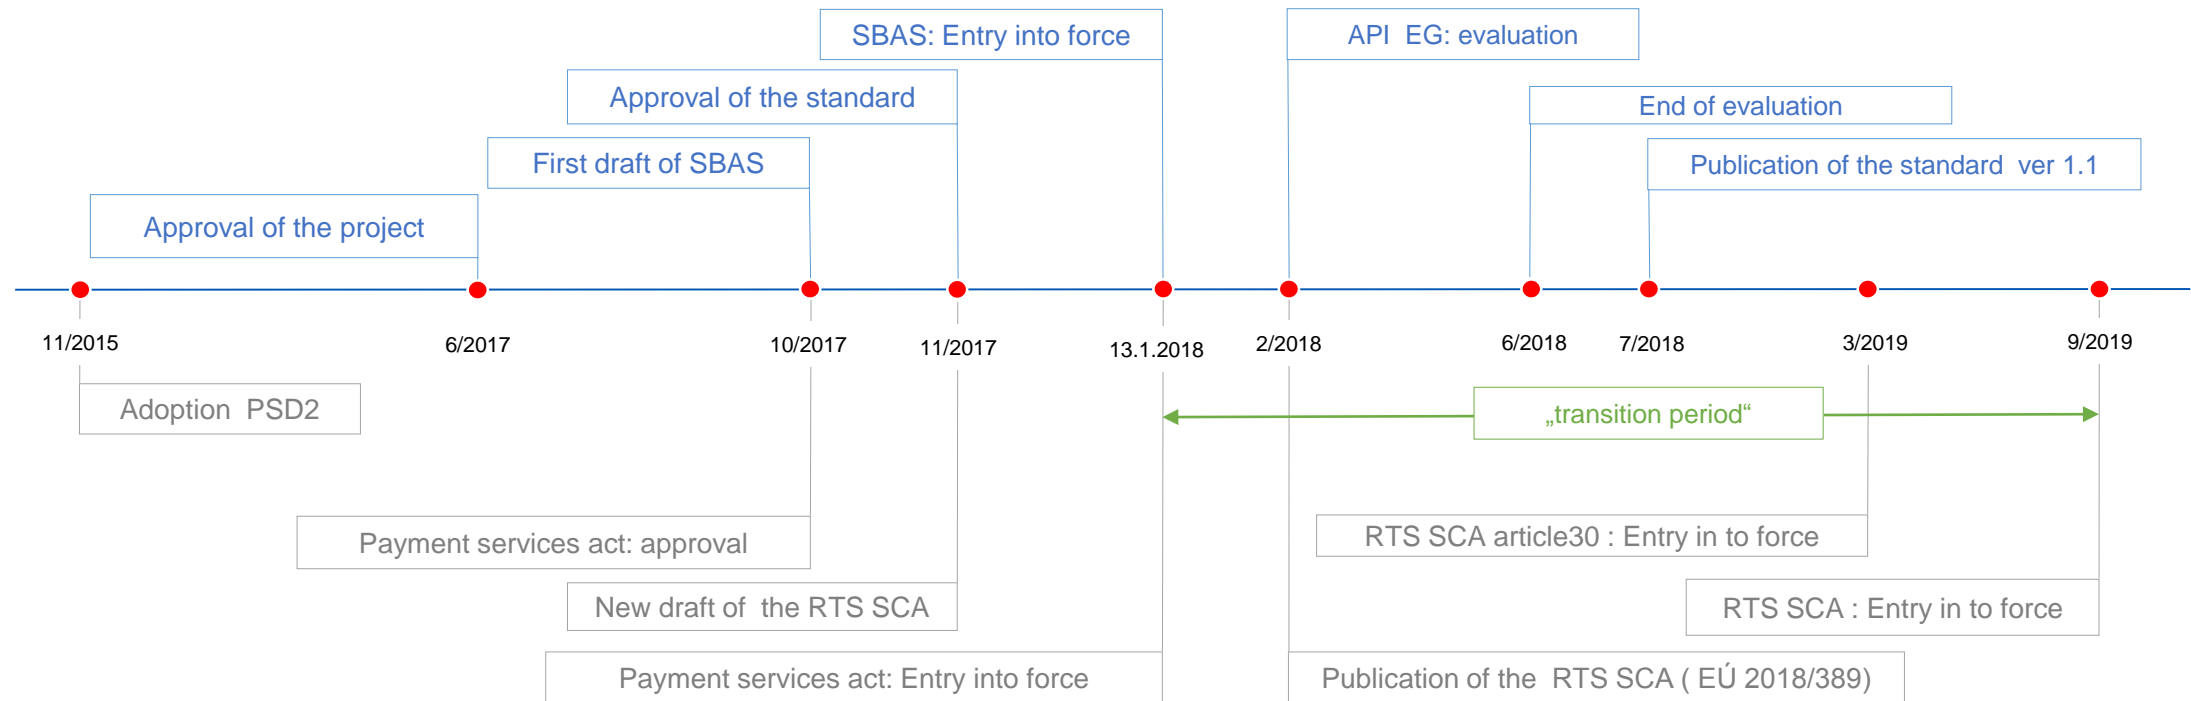 SBAS: Entry into force
API EG: evaluation
Approval of the standard
End of evaluation
First draft of SBAS
Publication of the standard ver 1.1
Approval of the project
11/2015
6/2017
10/2017
11/2017
13.1.2018
2/2018
6/2018
7/2018
3/2019
9/2019
Adoption PSD2
„transition period“
Payment services act: approval
RTS SCA article30 : Entry in to force
New draft of the RTS SCA
RTS SCA : Entry in to force
Payment services act: Entry into force
Publication of the RTS SCA ( EÚ 2018/389)